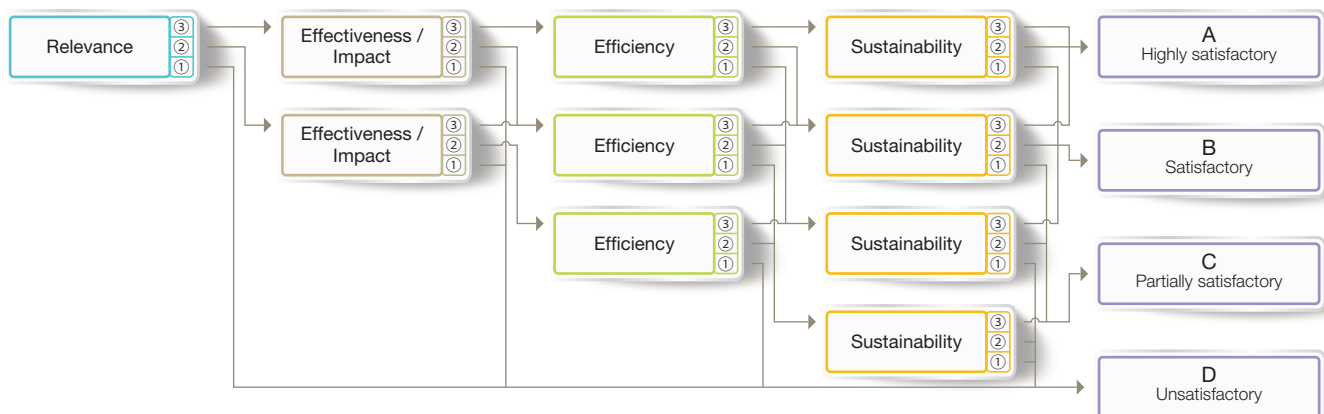 Relevance
③
②
①
Effectiveness /
Impact
③
②
①
Effectiveness /
Impact
③
②
①
Efficiency
③
②
①
Efficiency
③
②
①
Efficiency
③
②
①
Sustainability
③
②
①
Sustainability
③
②
①
Sustainability
③
②
①
Sustainability
③
②
①
A
Highly satisfactory
B
Satisfactory
C
Partially satisfactory
D
Unsatisfactory